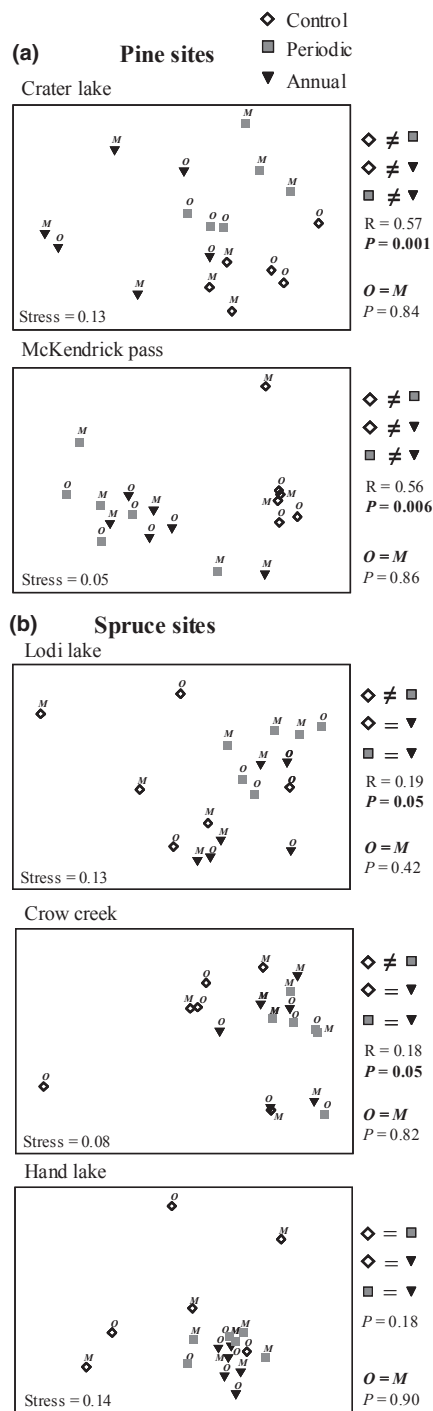 ◇ Control
(a) Pine sites ■ Periodic
▼ Annual
Crater lake
◇ ≠ ■
◇ ≠ ▼
■ ≠ ▼
R = 0.57
P = 0.001
O = M
P = 0.84
Stress = 0.13
McKendrick pass
◇ ≠ ■
◇ ≠ ▼
■ ≠ ▼
R = 0.56
P = 0.006
O = M
P = 0.86
Stress = 0.05
(b) Spruce sites
Lodi lake
◇ ≠ ■
◇ = ▼
■ = ▼
R = 0.19
P = 0.05
O = M
P = 0.42
Stress = 0.13
Crow creek
◇ ≠ ■
◇ = ▼
■ = ▼
R = 0.18
P = 0.05
O = M
P = 0.82
Stress = 0.08
Hand lake
◇ = ■
◇ = ▼
■ = ▼
P = 0.18
O = M
P = 0.90
Stress = 0.14